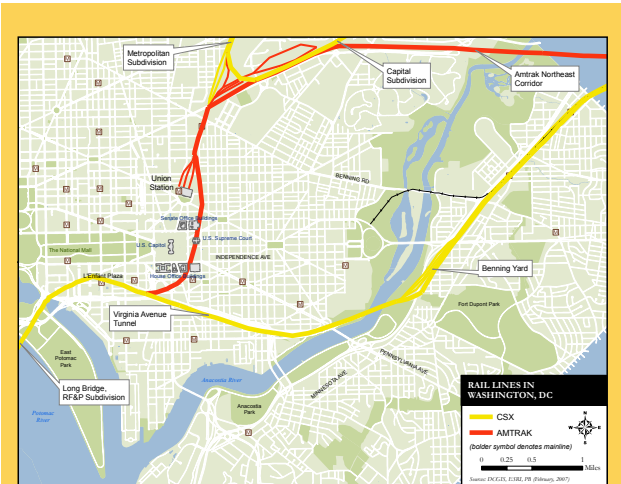 Metropolitan
Subdivision
Capital
Subdivision
Amtrak Northeast
Corridor
Union
Station
BENNING RD
Senate Office Buildings
U.S. Capitol
U.S. Supreme Court
The National Mall
INDEPENDENCE AVE
L'Enfant Plaza
House Office Buildings
Benning Yard
Virginia Avenue
Tunnel
Fort Dupont Park
East
Potomac
Park
PENNSYLVANIA AVE
MINNESOTA AVE
Long Bridge,
RF&P Subdivision
Anacostia River
Anacostia
Park
Potomac
River
RAIL LINES IN
WASHINGTON, DC
CSX
AMTRAK
(bolder symbol denotes mainline)
N
W
E
S
0 0.25 0.5 1
Miles
Source: DCGIS, ESRI, PB (February, 2007)